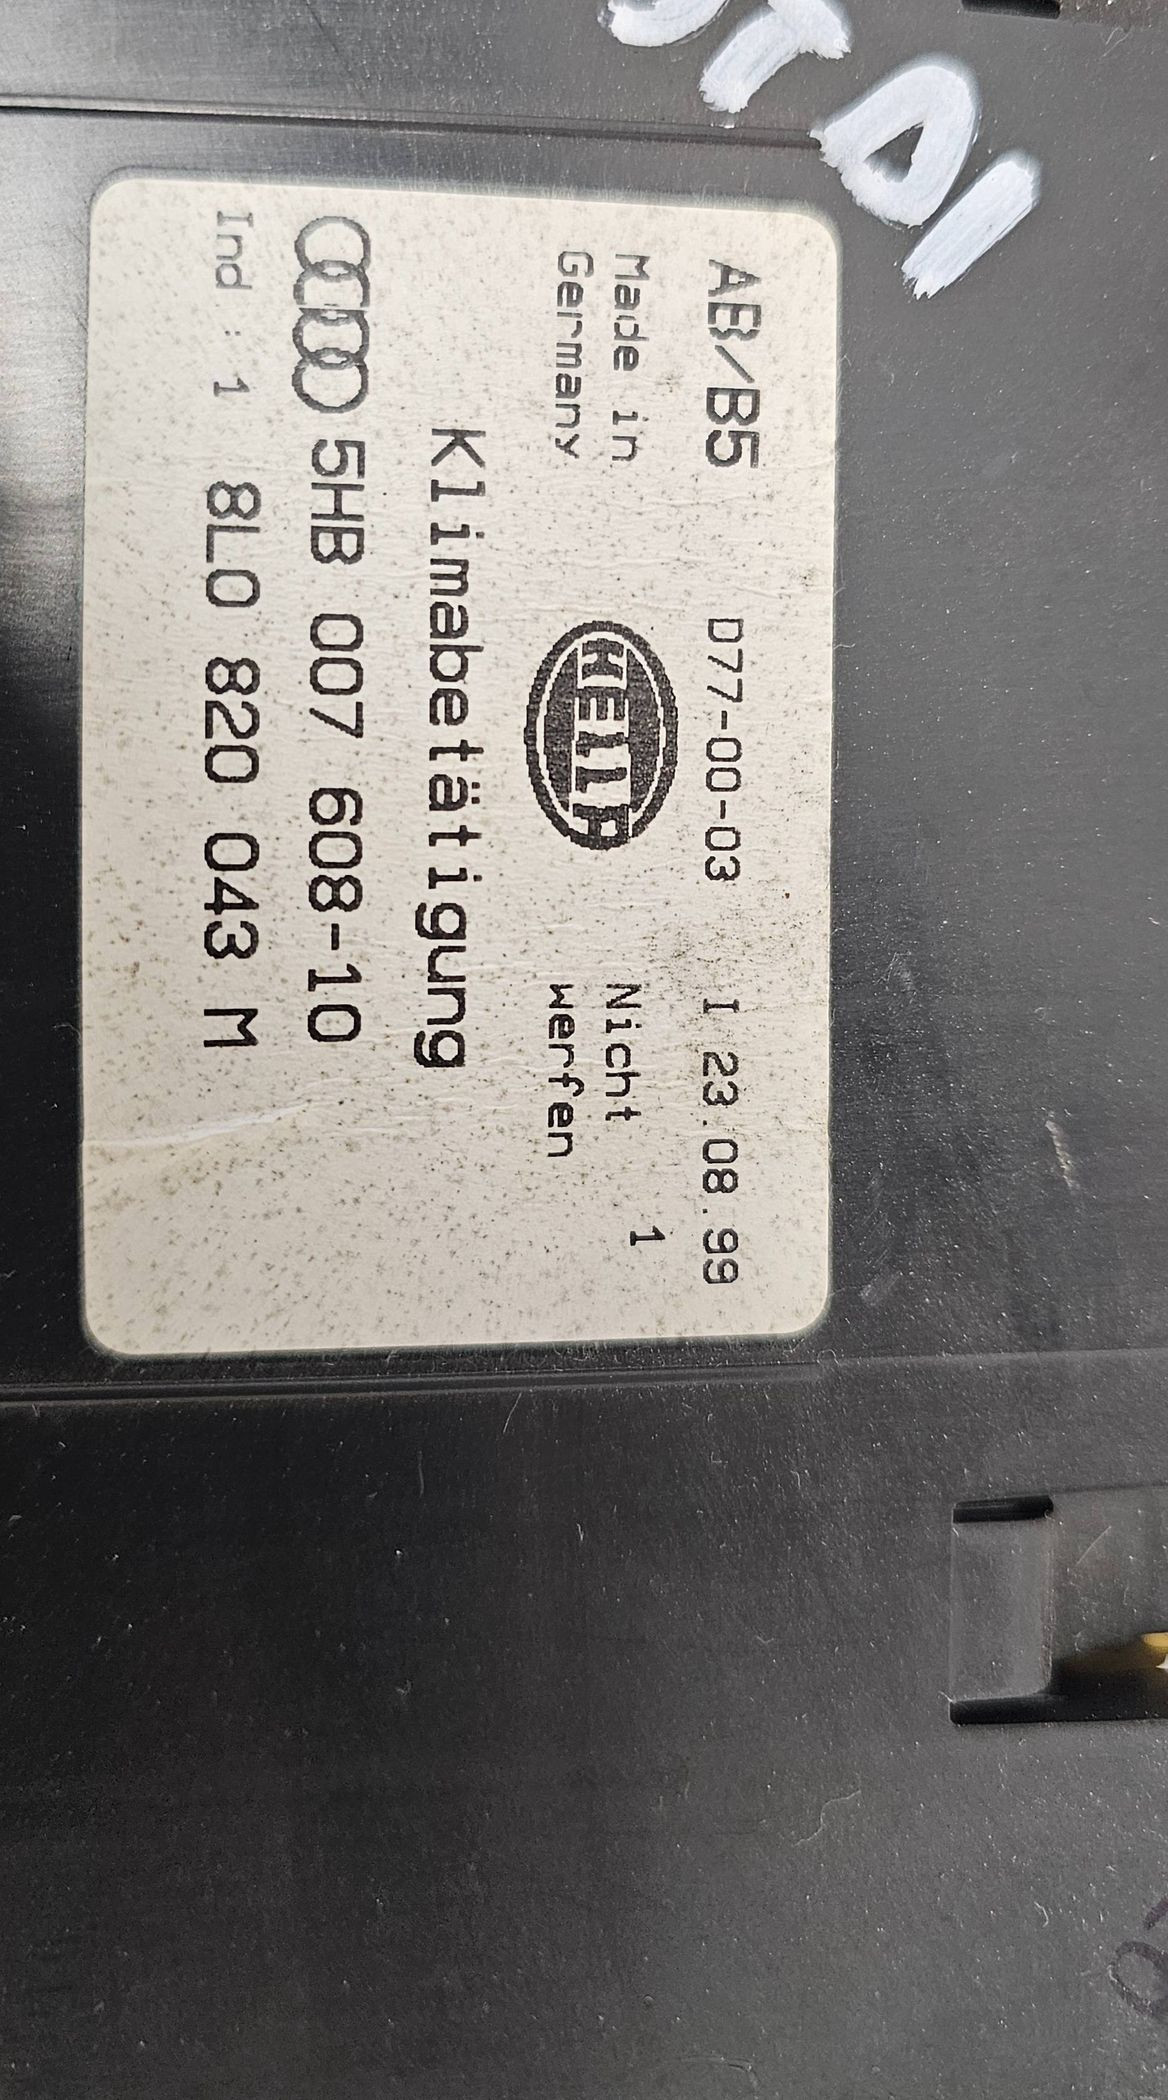 TDI
AB/B5 D77-00-03 I 23.08.99
Made in Nicht 1
Germany HELLA werfen
Klimabetätigung
5HB 007 608-10
Ind : 1 8L0 820 043 M